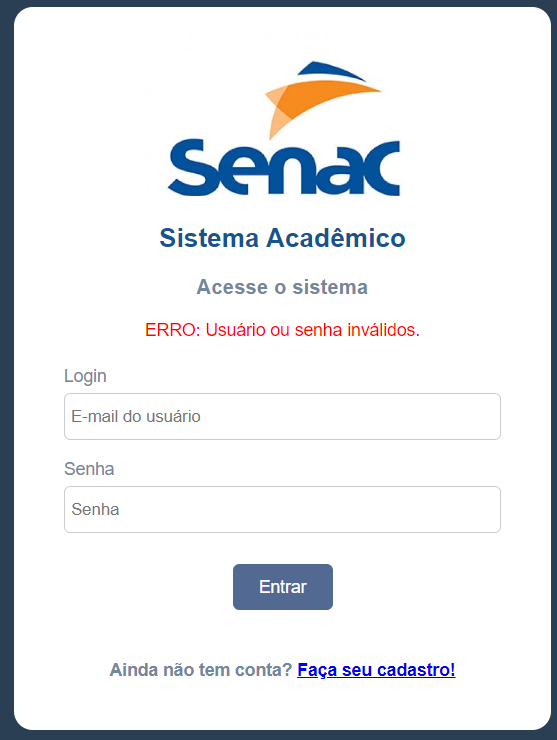 Senac
Sistema Acadêmico
Acesse o sistema
ERRO: Usuário ou senha inválidos.
Login
E-mail do usuário
Senha
Senha
Entrar
Ainda não tem conta? Faça seu cadastro!